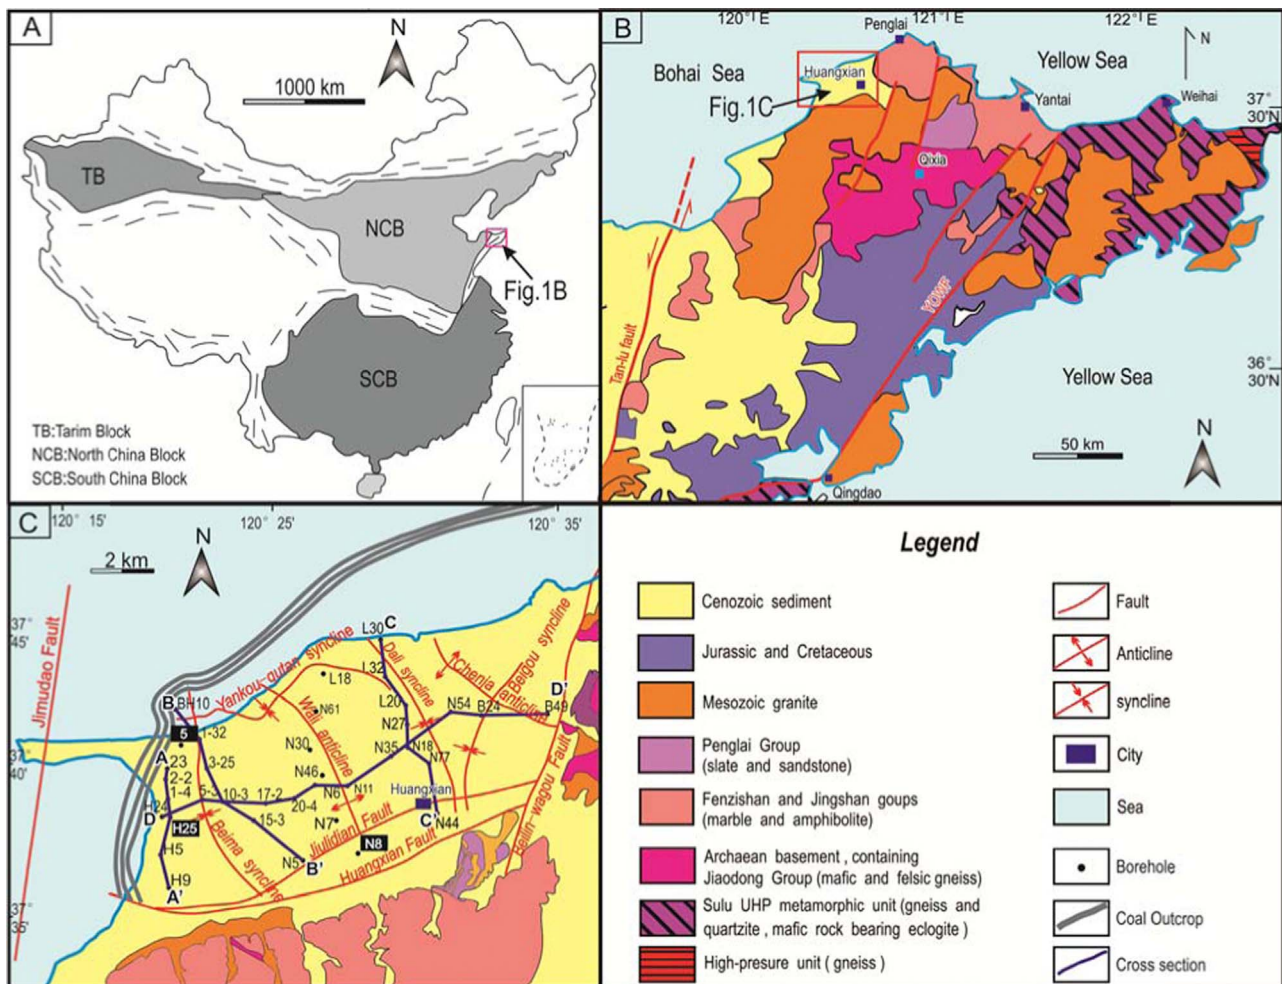 A
N
1000 km
TB
NCB
Fig.1B
SCB
TB:Tarim Block
NCB:North China Block
SCB:South China Block
B
120° E
121° E
122° E
Penglai
Yellow Sea
N
Bohai Sea
Huangxian
Fig.1C
Yantai
Weihai
37°
30'N
Qixia
YQWF
Tan-lu fault
36°
30'N
Yellow Sea
N
50 km
Qingdao
C
120° 15'
120° 25'
120° 35'
N
2 km
37°
45'
Jimudao Fault
L30
C
Yankou-qutan syncline
Dali syncline
Chenjia anticline
Beigou syncline
L32
L18
D'
B
BH10
N61
L20
N54
B24
B49
5
1-32
Wali anticline
N27
37°
40'
A
23
3-25
N30
N35
N18
N77
2-2
N46
1-4
5-3
10-3
17-2
20-4
N6
N11
Huangxian
H24
D
15-3
N7
C'
N44
H25
Beilin-wagou Fault
H5
Beima syncline
N5
B'
Jiulidian Fault
N8
Huangxian Fault
H9
A'
37°
35'
Legend
Cenozoic sediment
Jurassic and Cretaceous
Mesozoic granite
Penglai Group
(slate and sandstone)
Fenzishan and Jingshan goups
(marble and amphibolite)
Archaean basement , containing
Jiaodong Group (mafic and felsic gneiss)
Sulu UHP metamorphic unit (gneiss and
quartzite , mafic rock bearing eclogite )
High-presure unit ( gneiss )
Fault
Anticline
syncline
City
Sea
Borehole
Coal Outcrop
Cross section